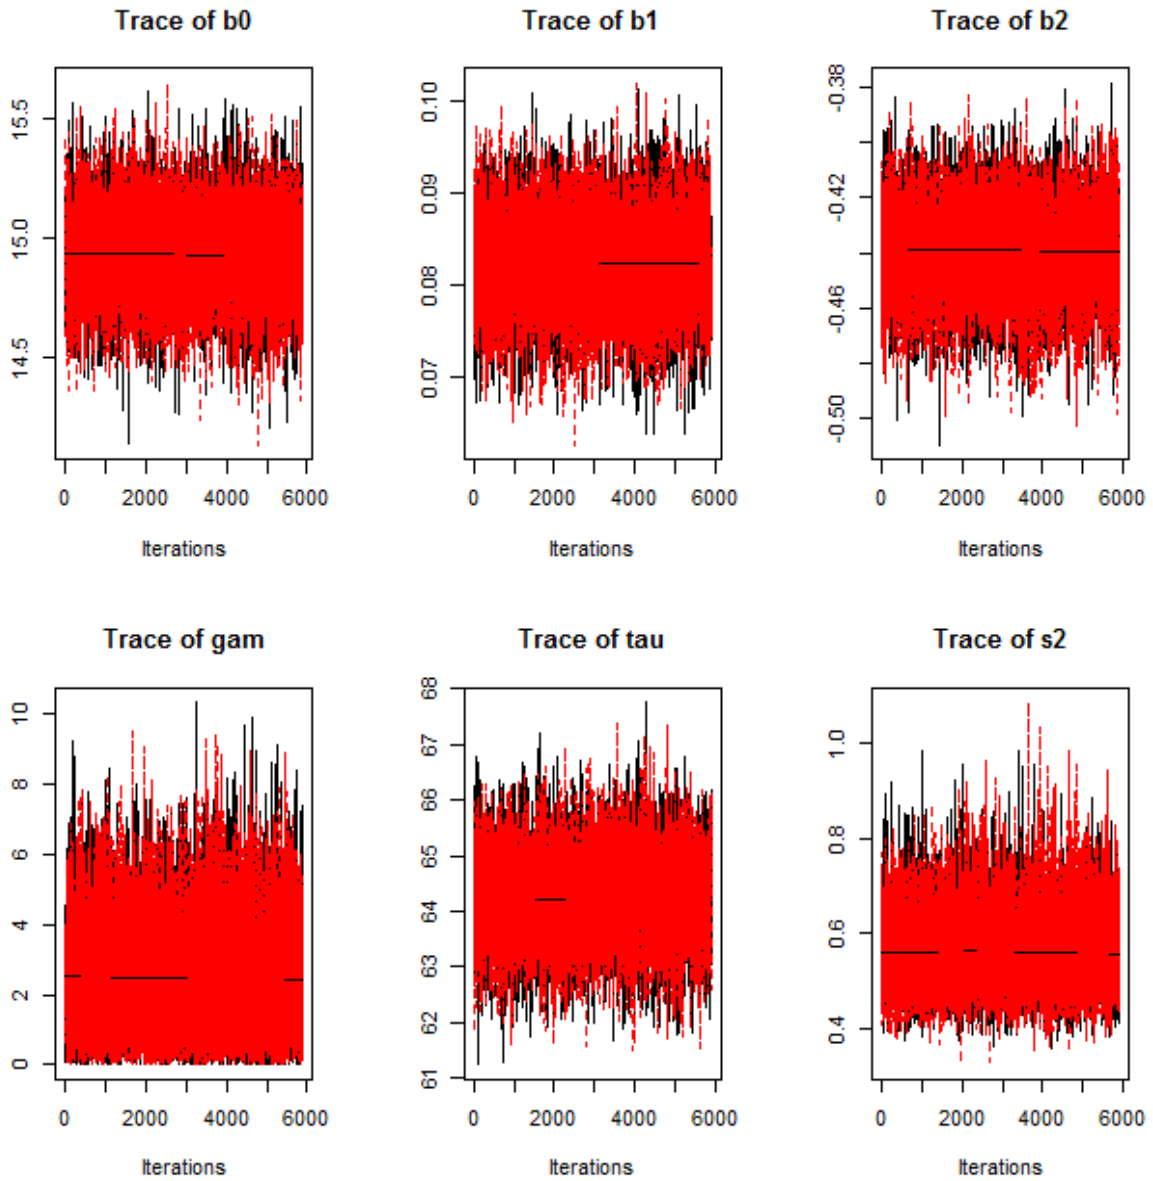 Trace of b0
15.5
15.0
14.5
0 2000 4000 6000
Iterations
Trace of b1
0.10
0.09
0.08
0.07
0 2000 4000 6000
Iterations
Trace of b2
-0.38
-0.42
-0.46
-0.50
0 2000 4000 6000
Iterations
Trace of gam
10
8
6
4
2
0
0 2000 4000 6000
Iterations
Trace of tau
68
67
66
65
64
63
62
61
0 2000 4000 6000
Iterations
Trace of s2
1.0
0.8
0.6
0.4
0 2000 4000 6000
Iterations